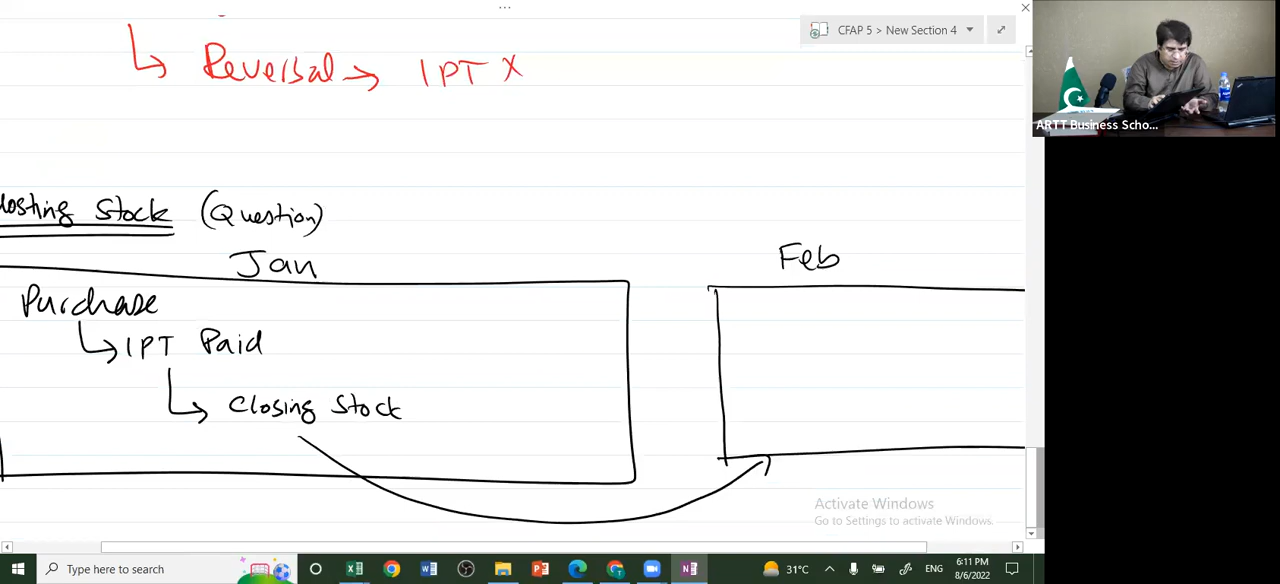 ...
CFAP 5 > New Section 4
↳ Reversal → IPT X
ARTT Business Scho...
losing Stock (Question)
Jan
Feb
Purchase
↳ IPT Paid
↳ Closing Stock
Activate Windows
Go to Settings to activate Windows.
Type here to search
31°C
ENG
6:11 PM
8/6/2022